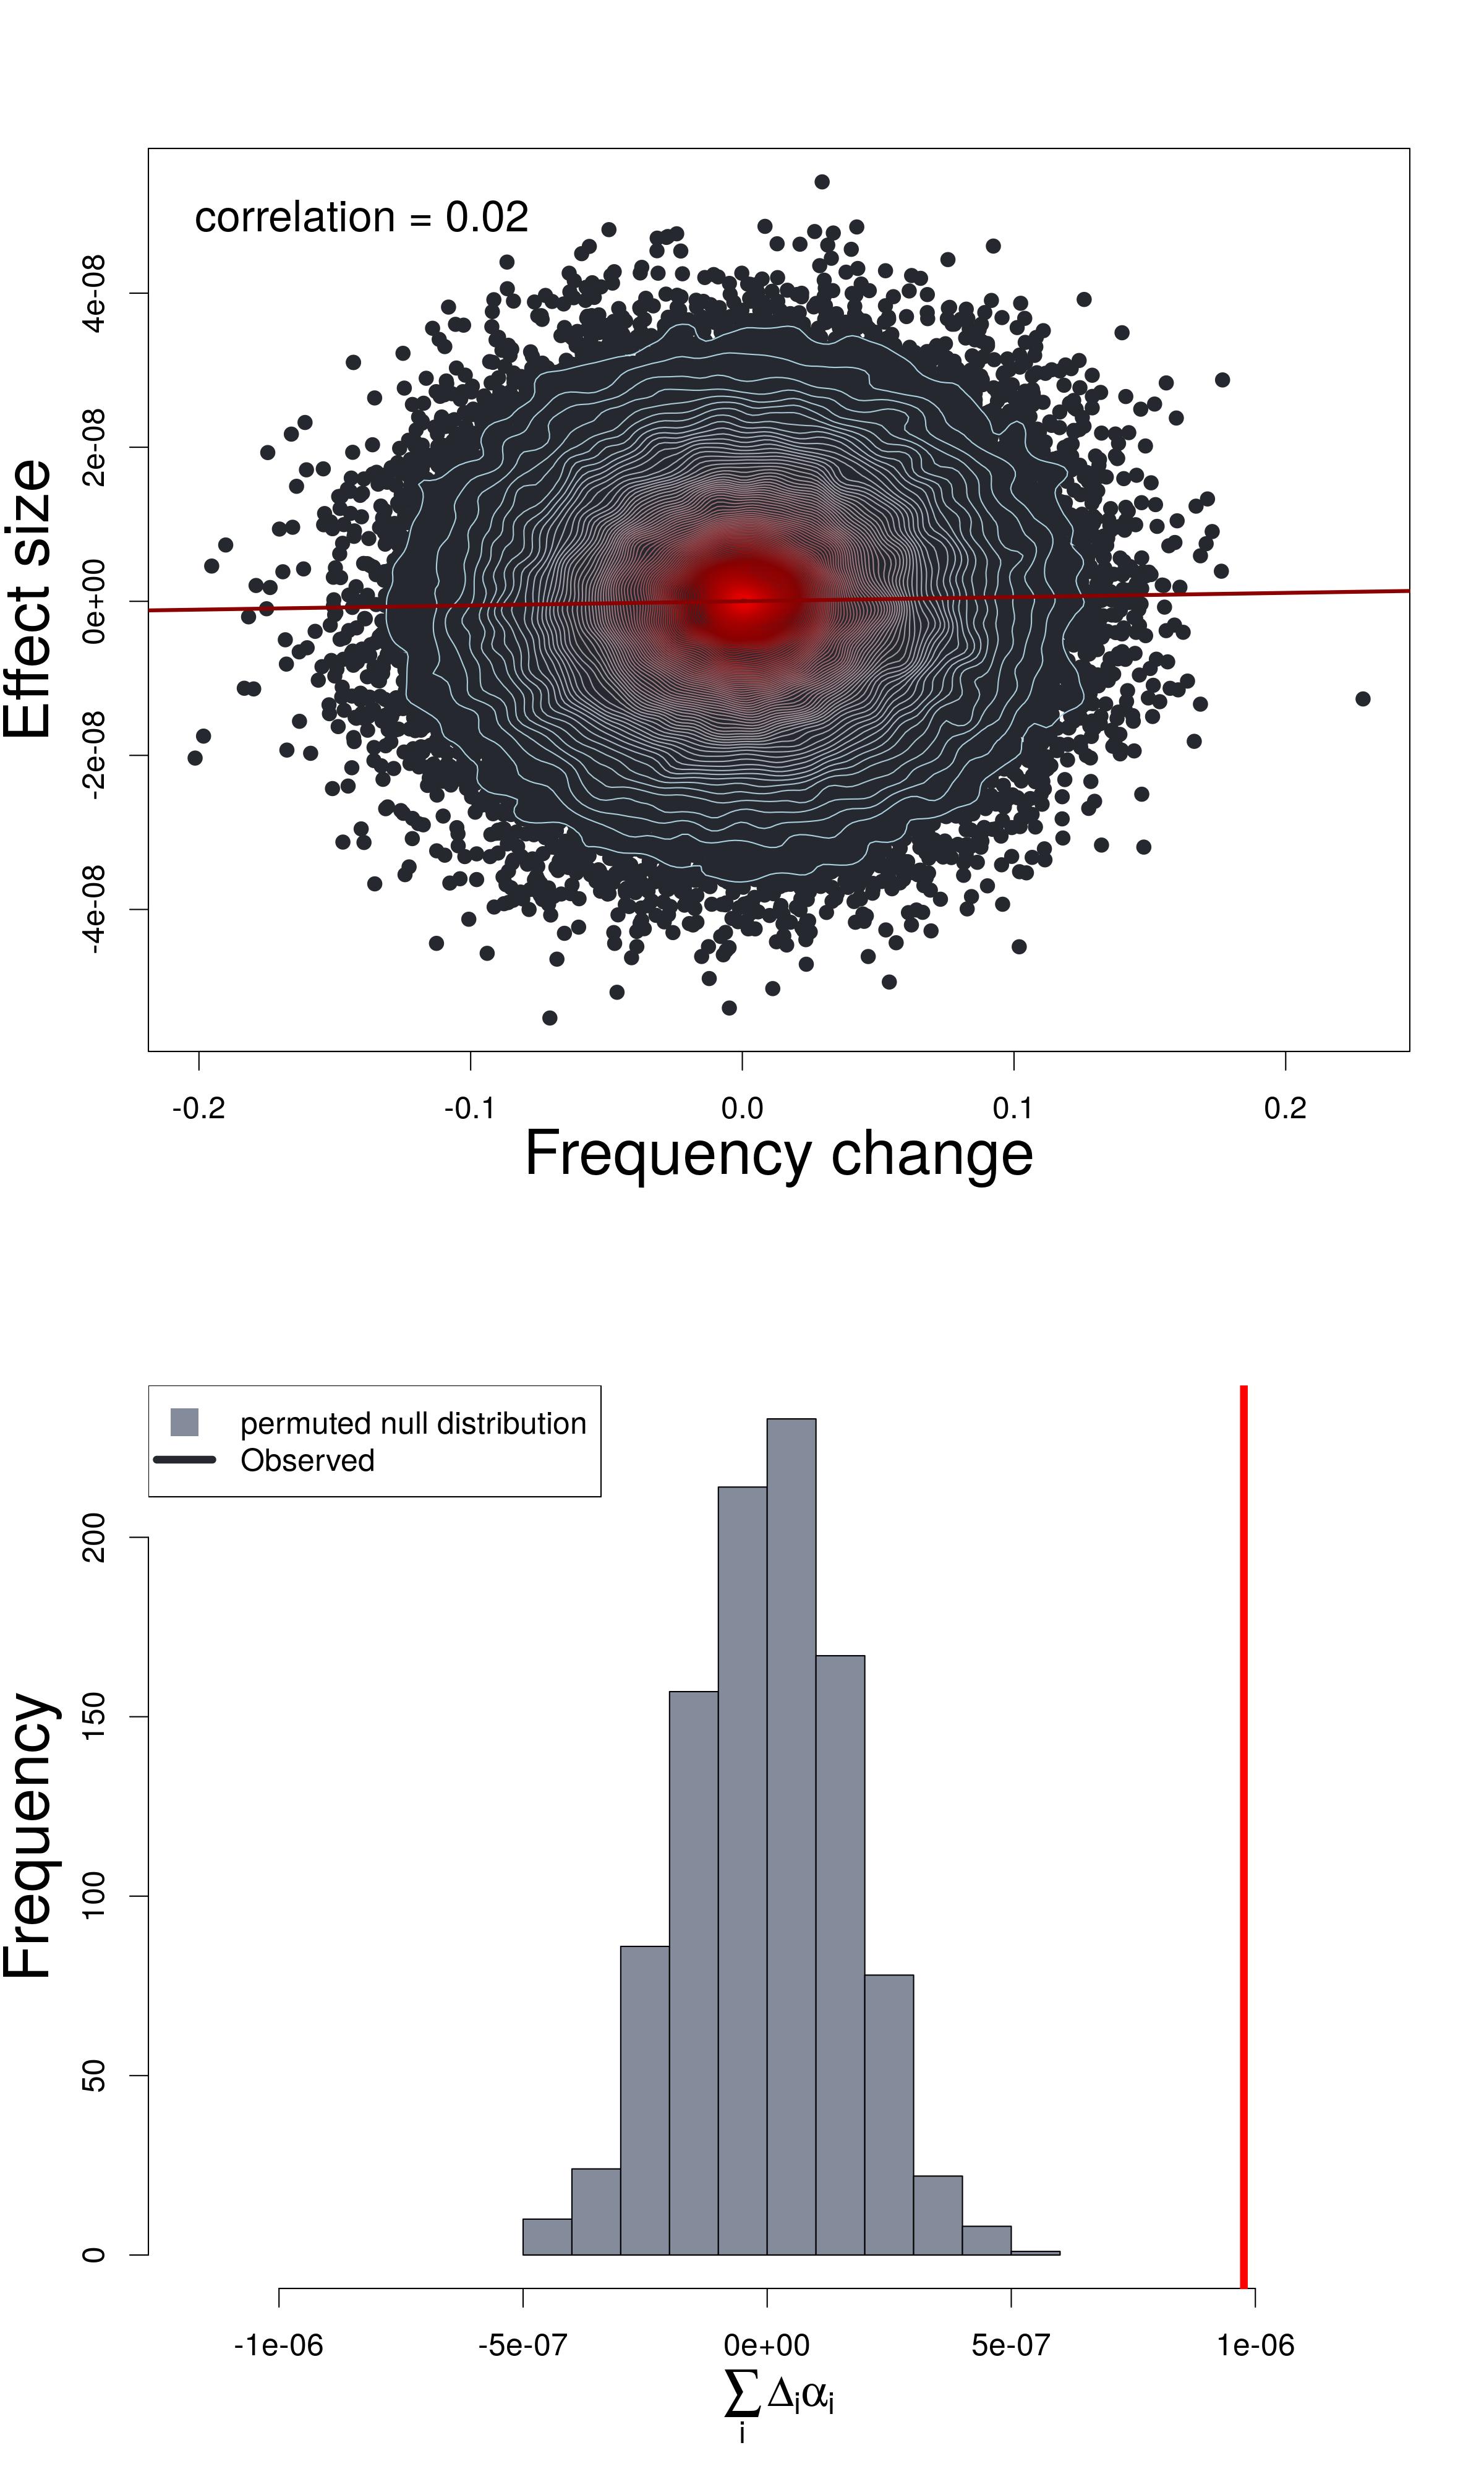 correlation = 0.02
Effect size
4e-08
2e-08
0e+00
-2e-08
-4e-08
-0.2 -0.1 0.0 0.1 0.2
Frequency change
permuted null distribution
Observed
Frequency
200
150
100
50
0
-1e-06 -5e-07 0e+00 5e-07 1e-06
∑ Δiαi
i